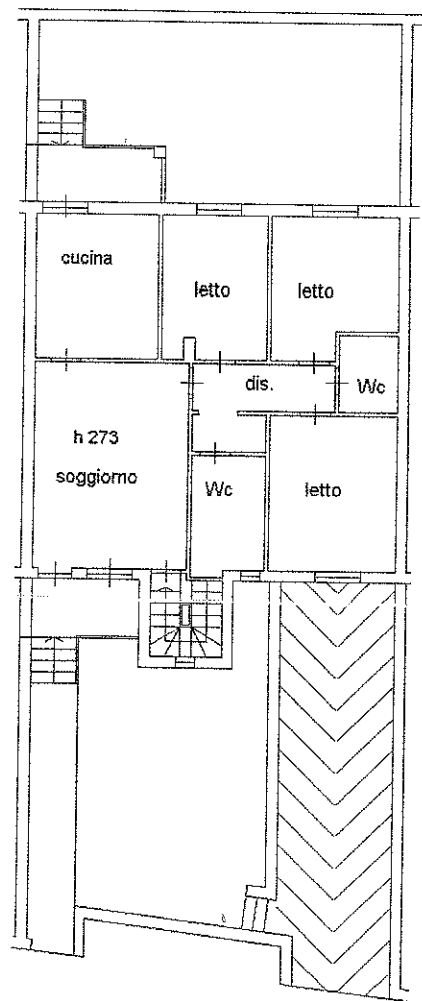 cucina
letto
letto
dis.
Wc
h 273
soggiorno
Wc
letto